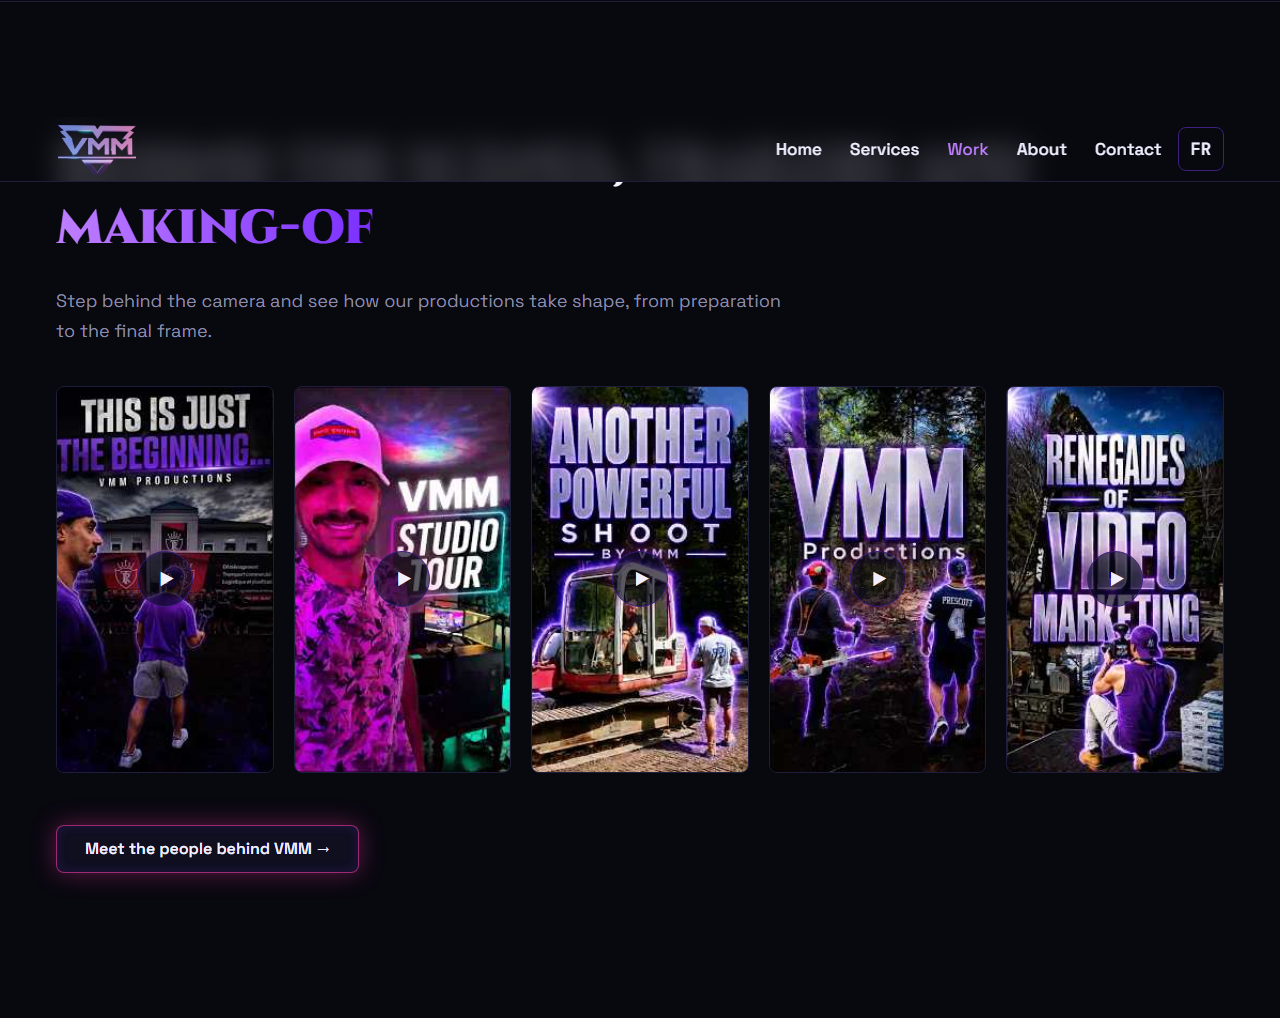 VMM
Home Services Work About Contact FR
MAKING-OF
Step behind the camera and see how our productions take shape, from preparation
to the final frame.
THIS IS JUST
THE BEGINNING...
VMM PRODUCTIONS
VMM
STUDIO
TOUR
ANOTHER
POWERFUL
SHOOT
BY VMM
VMM
Productions
PRESCOTT
4
RENEGADES
OF
VIDEO
MARKETING
ATLAS
Meet the people behind VMM →